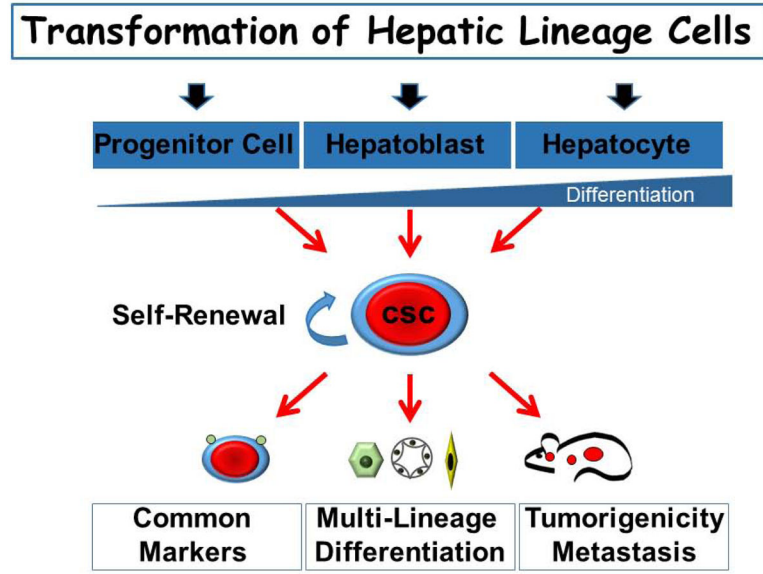 Transformation of Hepatic Lineage Cells
Progenitor Cell
Hepatoblast
Hepatocyte
Differentiation
Self-Renewal
CSC
Common
Markers
Multi-Lineage
Differentiation
Tumorigenicity
Metastasis